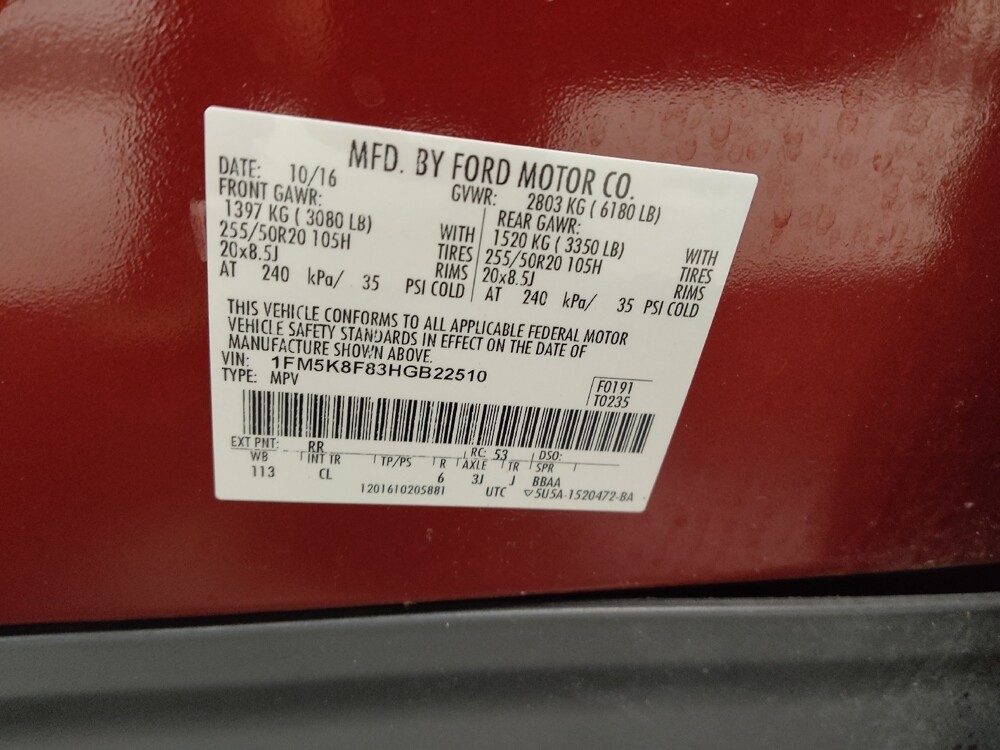 MFD. BY FORD MOTOR CO.
DATE: 10/16 GVWR: 2803 KG ( 6180 LB)
FRONT GAWR: REAR GAWR:
1397 KG ( 3080 LB) WITH 1520 KG ( 3350 LB) WITH
255/50R20 105H TIRES 255/50R20 105H TIRES
20x8.5J RIMS 20x8.5J RIMS
AT 240 kPa/ 35 PSI COLD AT 240 kPa/ 35 PSI COLD
THIS VEHICLE CONFORMS TO ALL APPLICABLE FEDERAL MOTOR
VEHICLE SAFETY STANDARDS IN EFFECT ON THE DATE OF
MANUFACTURE SHOWN ABOVE.
VIN: 1FM5K8F83HGB22510
TYPE: MPV F0191
T0235
EXT PNT: RR RC: 53 DSO:
WB INT TR TP/PS R AXLE TR SPR
113 CL 6 3J J BBAA
1201610205881 UTC ▽5U5A-1520472-BA